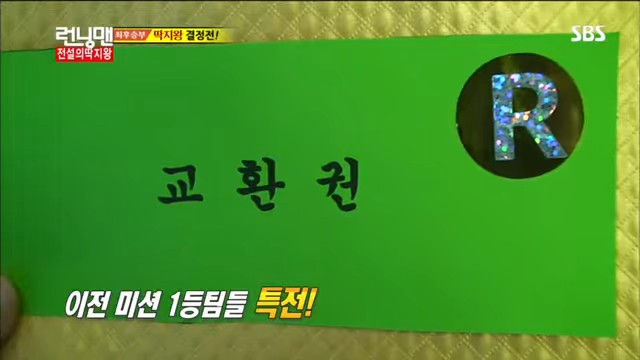 런닝맨 최후승부 딱지왕 결정전!
전설의딱지왕
SBS
R
교환권
이전 미션 1등팀들 특전!